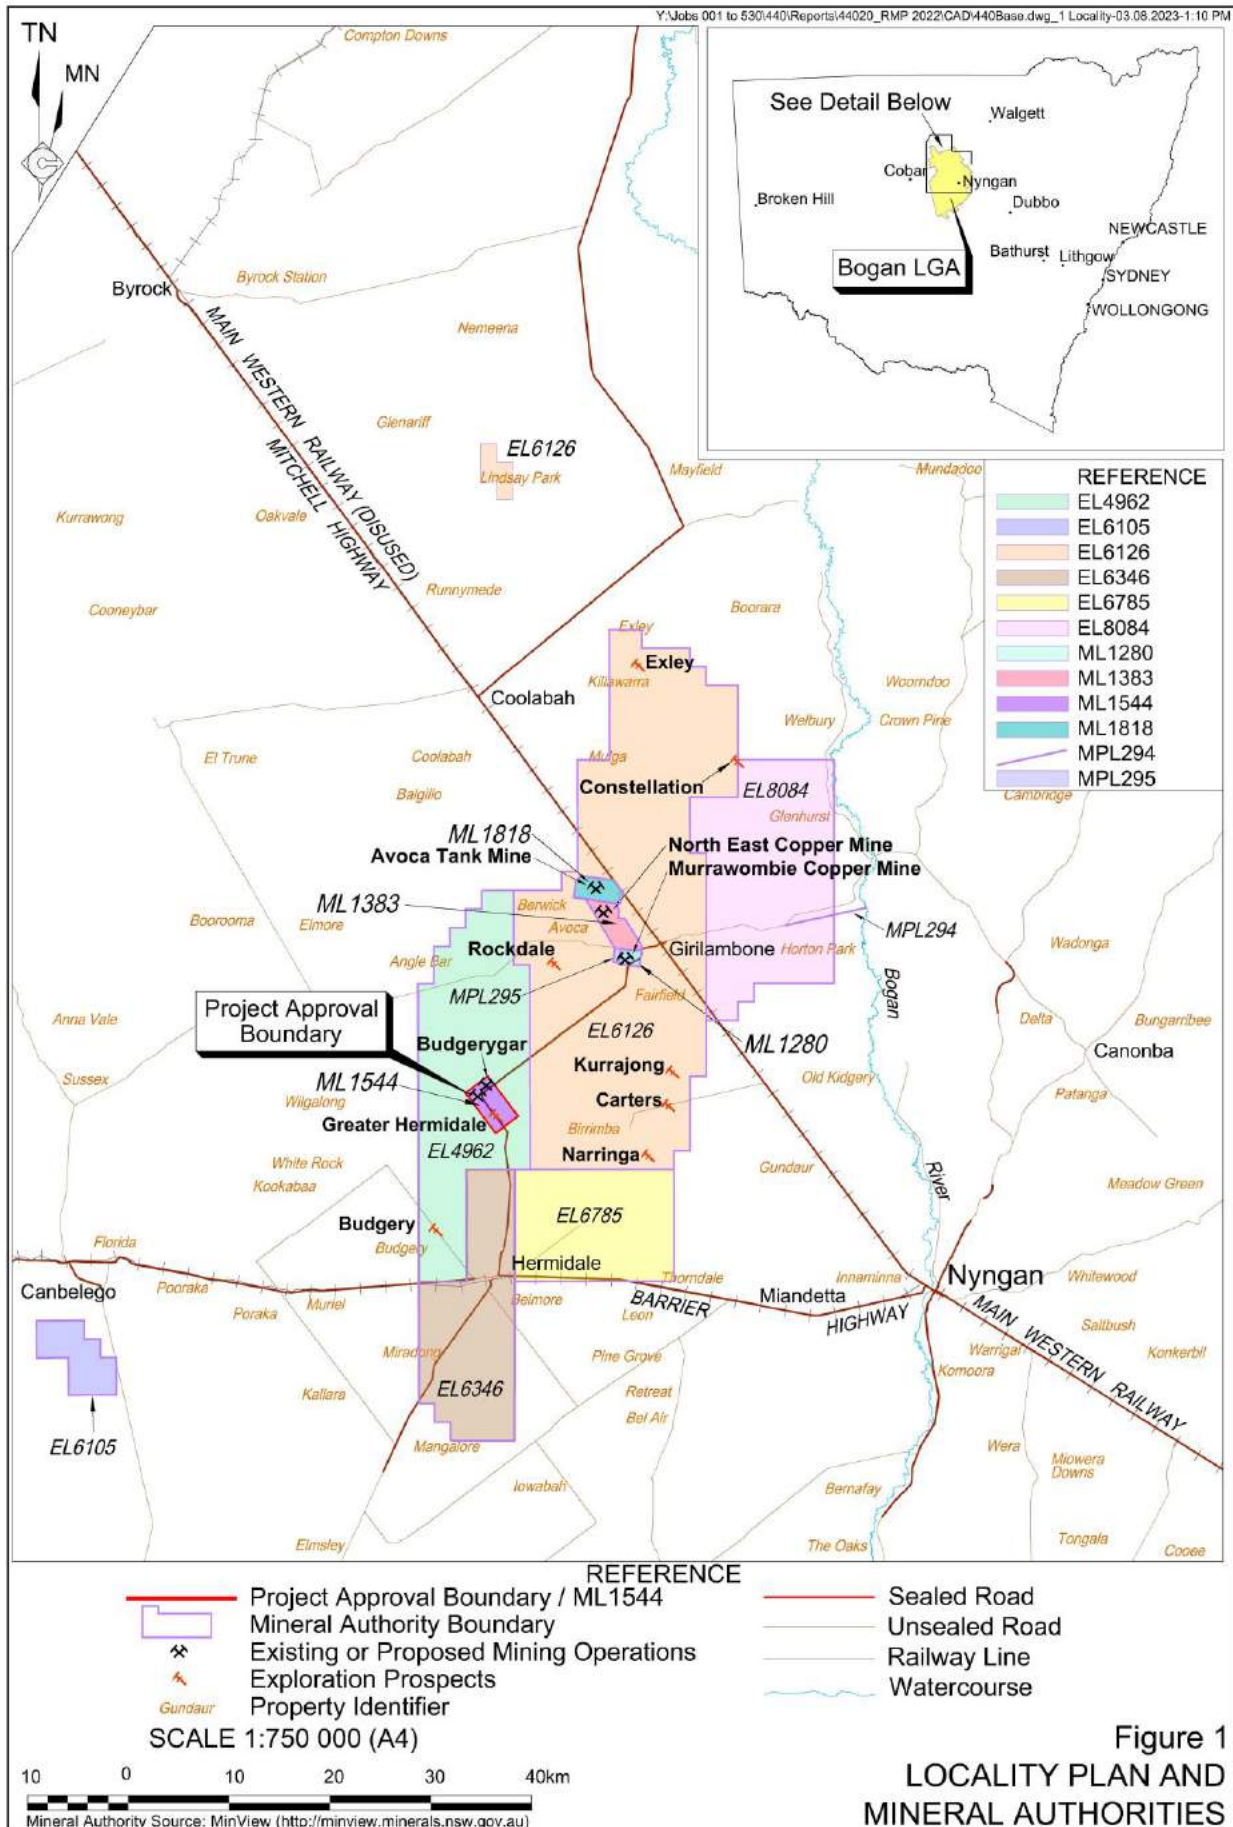 Y:\Jobs 001 to 530\440\Reports\44020_RMP 2022\CAD\440Base.dwg_1 Locality-03.08.2023-1:10 PM
TN
MN
Compton Downs
See Detail Below
Walgett
Cobar
Nyngan
Broken Hill
Dubbo
NEWCASTLE
Bathurst
Lithgow
SYDNEY
Bogan LGA
WOLLONGONG
Byrock
Byrock Station
MAIN WESTERN RAILWAY (DISUSED)
MITCHELL HIGHWAY
Nemeena
Glenariff
EL6126
Lindsay Park
Mayfield
Mundadoo
Kurrawong
Oakvale
Runnymede
Cooneybar
REFERENCE
EL4962
EL6105
EL6126
EL6346
EL6785
EL8084
ML1280
ML1383
ML1544
ML1818
MPL294
MPL295
Boorara
Exley
Exley
Killawarra
Coolabah
Woorndoo
Welbury
Crown Pine
El Trune
Coolabah
Mulga
Balgilio
Constellation
EL8084
Cambridge
Glenhurst
ML1818
Avoca Tank Mine
North East Copper Mine
Murrawombie Copper Mine
ML1383
Berwick
Boorooma
Elmore
Avoca
MPL294
Rockdale
Girilambone
Horton Park
Wadonga
Angle Bar
MPL295
Fairfield
Bogan
River
Project Approval
Boundary
Anna Vale
EL6126
Delta
Bungarribee
Budgerygar
ML1280
Canonba
Sussex
ML1544
Kurrajong
Old Kidgery
Wilgalong
Carters
Patanga
Greater Hermidale
Birrimba
EL4962
Narringa
White Rock
Gundaur
Kookabaa
Meadow Green
Budgery
EL6785
Florida
Budgery
Hermidale
Canbelego
Pooraka
Thorndale
Innaminna
Nyngan
Whitewood
Poraka
Muriel
Belmore
BARRIER
HIGHWAY
Miandetta
Leon
MAIN WESTERN RAILWAY
Saltbush
Miradong
Pine Grove
Warrigal
Konkerbil
Komoora
Kallara
EL6346
Retreat
Bel Air
EL6105
Mangalore
Wera
Miowera
Downs
Iowabah
Bernafay
Elmsley
The Oaks
Tongala
Cooee
REFERENCE
Project Approval Boundary / ML1544
Mineral Authority Boundary
Existing or Proposed Mining Operations
Exploration Prospects
Gundaur
Property Identifier
Sealed Road
Unsealed Road
Railway Line
Watercourse
SCALE 1:750 000 (A4)
10 0 10 20 30 40km
Mineral Authority Source: MinView (http://minview.minerals.nsw.gov.au)
Figure 1
LOCALITY PLAN AND
MINERAL AUTHORITIES